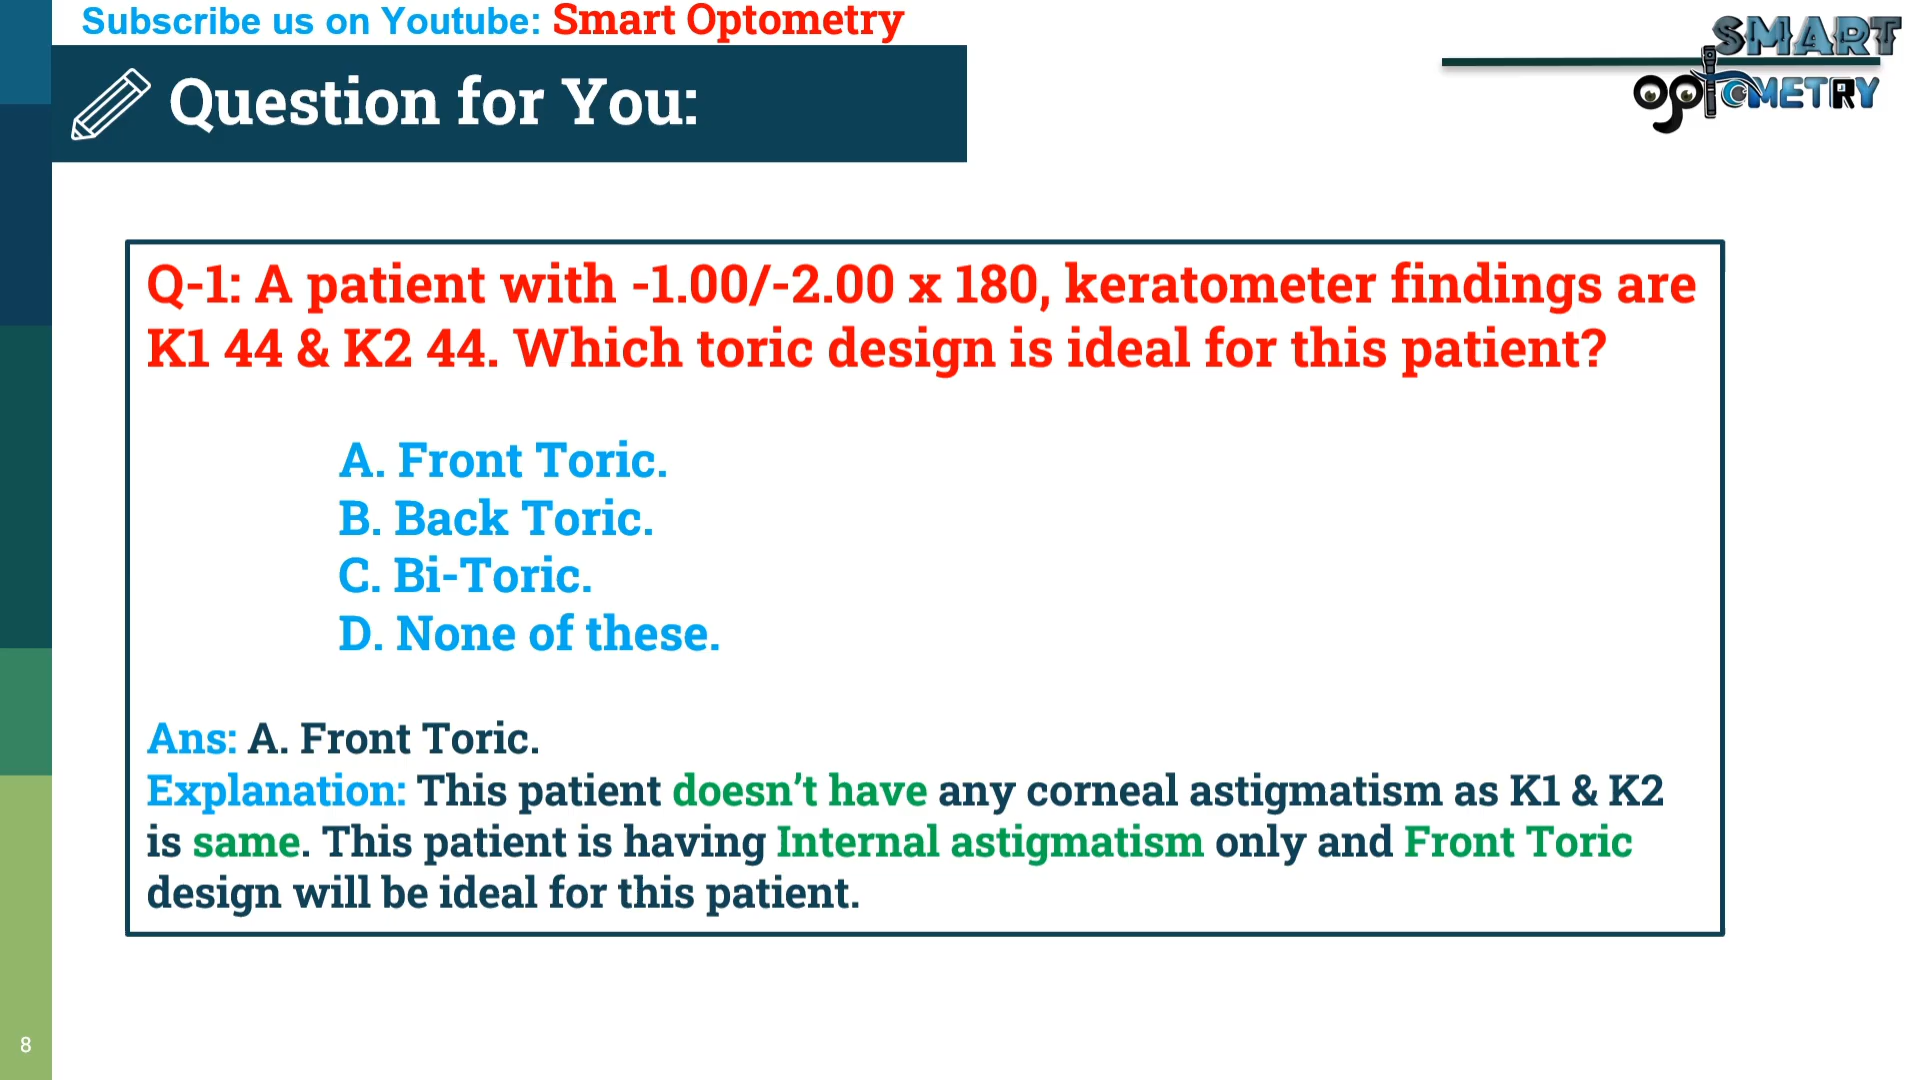 Subscribe us on Youtube: Smart Optometry
SMART
OPTOMETRY
Question for You:
Q-1: A patient with -1.00/-2.00 x 180, keratometer findings are
K1 44 & K2 44. Which toric design is ideal for this patient?
A. Front Toric.
B. Back Toric.
C. Bi-Toric.
D. None of these.
Ans: A. Front Toric.
Explanation: This patient doesn’t have any corneal astigmatism as K1 & K2
is same. This patient is having Internal astigmatism only and Front Toric
design will be ideal for this patient.
8